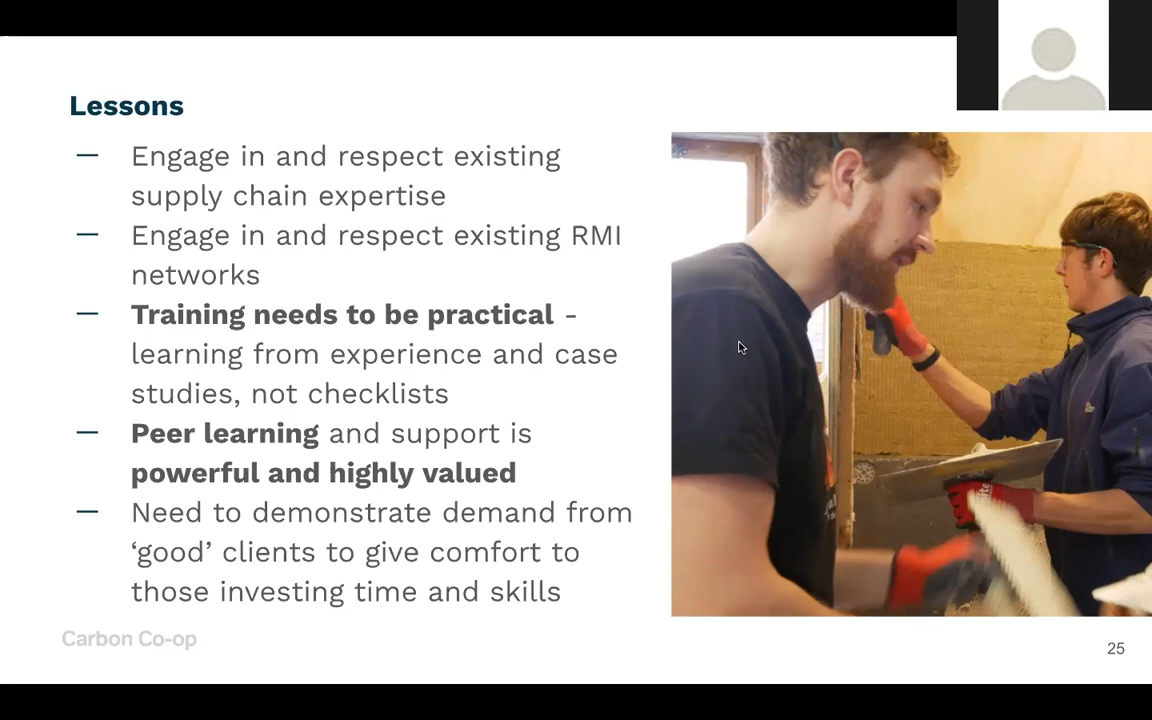 Lessons
— Engage in and respect existing
supply chain expertise
— Engage in and respect existing RMI
networks
— Training needs to be practical -
learning from experience and case
studies, not checklists
— Peer learning and support is
powerful and highly valued
— Need to demonstrate demand from
‘good’ clients to give comfort to
those investing time and skills
Carbon Co-op
25